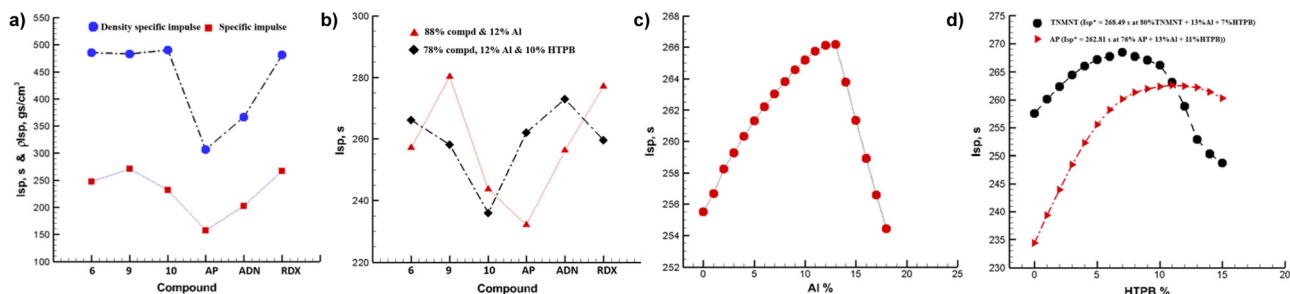 a)
Density specific impulse
Specific impulse
Isp, s & ρIsp, gs/cm³
550
500
450
400
350
300
250
200
150
100
6 9 10 AP ADN RDX
Compound
b)
88% compd & 12% Al
78% compd, 12% Al & 10% HTPB
Isp, s
300
280
260
240
220
6 9 10 AP ADN RDX
Compound
c)
Isp, s
268
266
264
262
260
258
256
254
252
0 5 10 15 20 25
Al %
d)
TNMNT (Isp* = 268.49 s at 80%TNMNT + 13%Al + 7%HTPB)
AP (Isp* = 262.81 s at 76% AP + 13%Al + 11%HTPB))
Isp, s
275
270
265
260
255
250
245
240
235
230
0 5 10 15 20
HTPB %